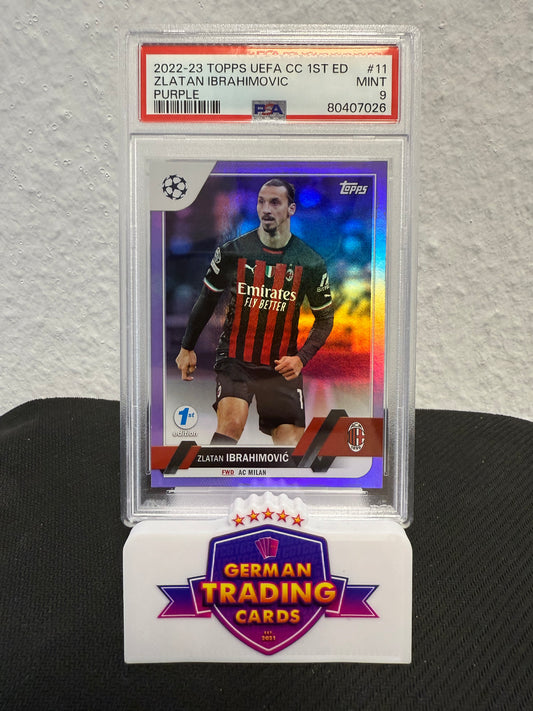 2022-23 TOPPS UEFA CC 1ST ED #11
ZLATAN IBRAHIMOVIC MINT
PURPLE 9
PSA 80407026
topps
Emirates
FLY BETTER
1st
edition
ZLATAN IBRAHIMOVIĆ
FWD AC MILAN
GERMAN
TRADING
CARDS
EST
2021